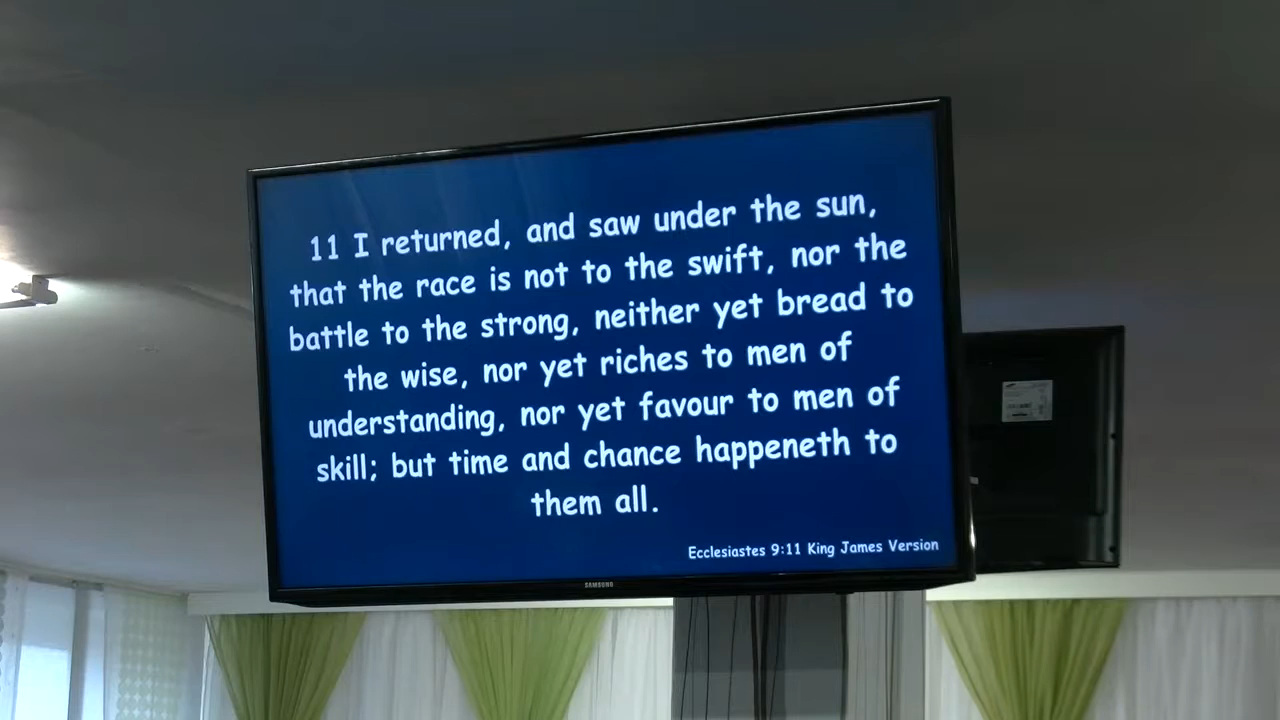 11 I returned, and saw under the sun,
that the race is not to the swift, nor the
battle to the strong, neither yet bread to
the wise, nor yet riches to men of
understanding, nor yet favour to men of
skill; but time and chance happeneth to
them all.
Ecclesiastes 9:11 King James Version
SAMSUNG